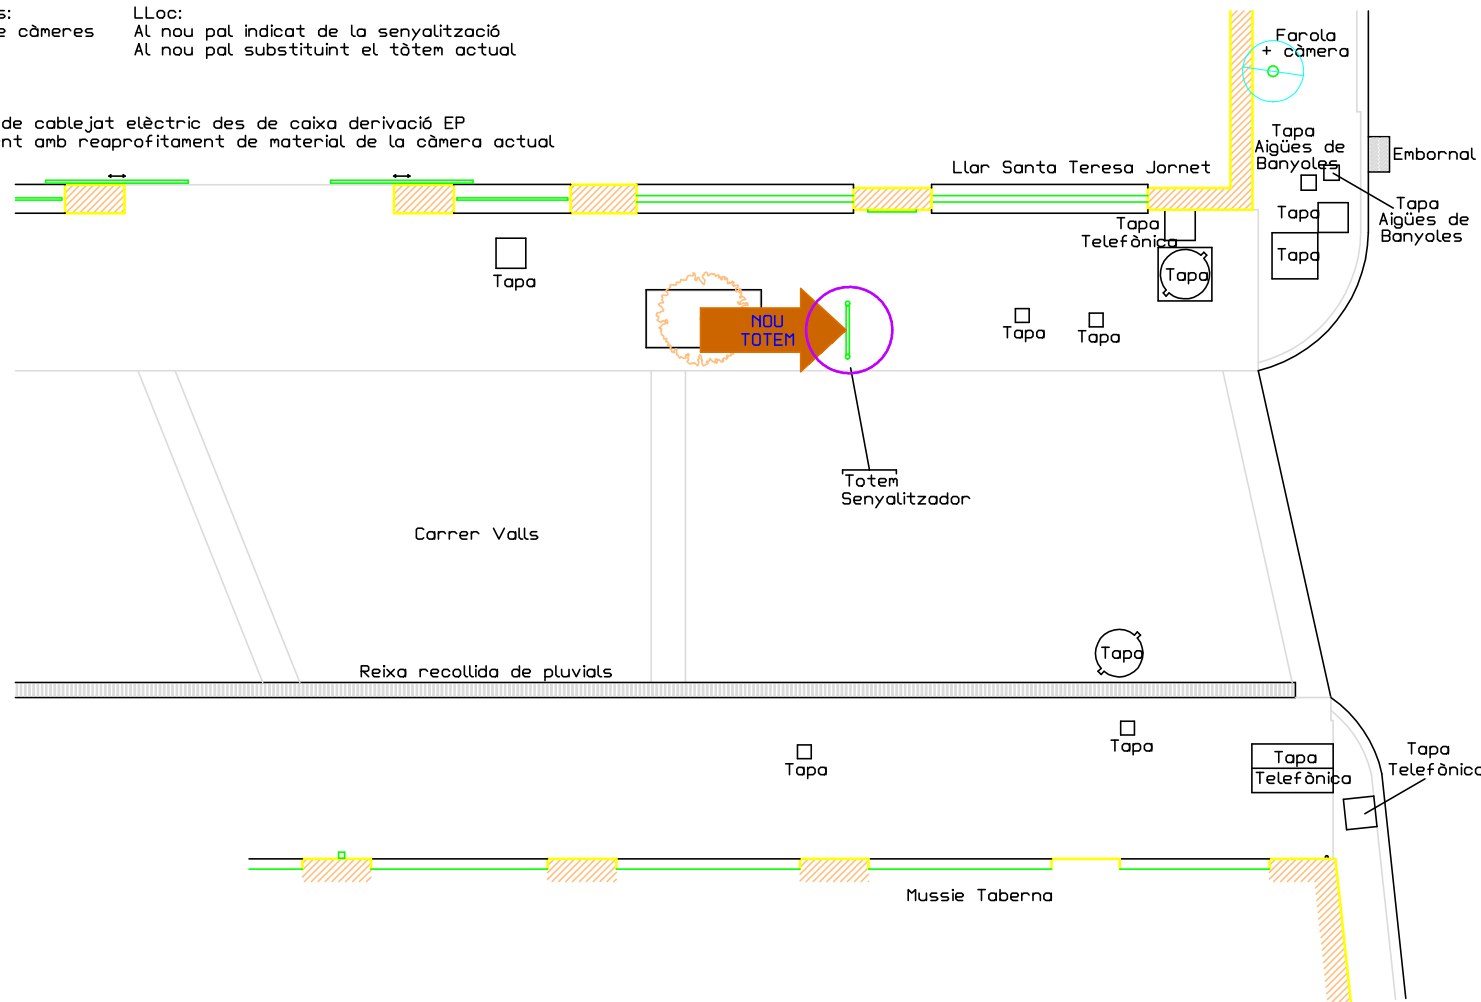 s:
e càmeres
LLoc:
Al nou pal indicat de la senyalització
Al nou pal substituint el tòtem actual
de cablejat elèctric des de caixa derivació EP
nt amb reaprofitament de material de la càmera actual
Farola
+ càmera
Tapa
Aigües de
Banyoles
Embornal
Llar Santa Teresa Jornet
Tapa
Aigües de
Banyoles
Tapa
Tapa
Tapa
Telefònica
Tapa
Tapa
NOU
TOTEM
Tapa
Tapa
Totem
Senyalitzador
Carrer Valls
Tapa
Reixa recollida de pluvials
Tapa
Tapa
Tapa
Telefònica
Tapa
Telefònica
Mussie Taberna